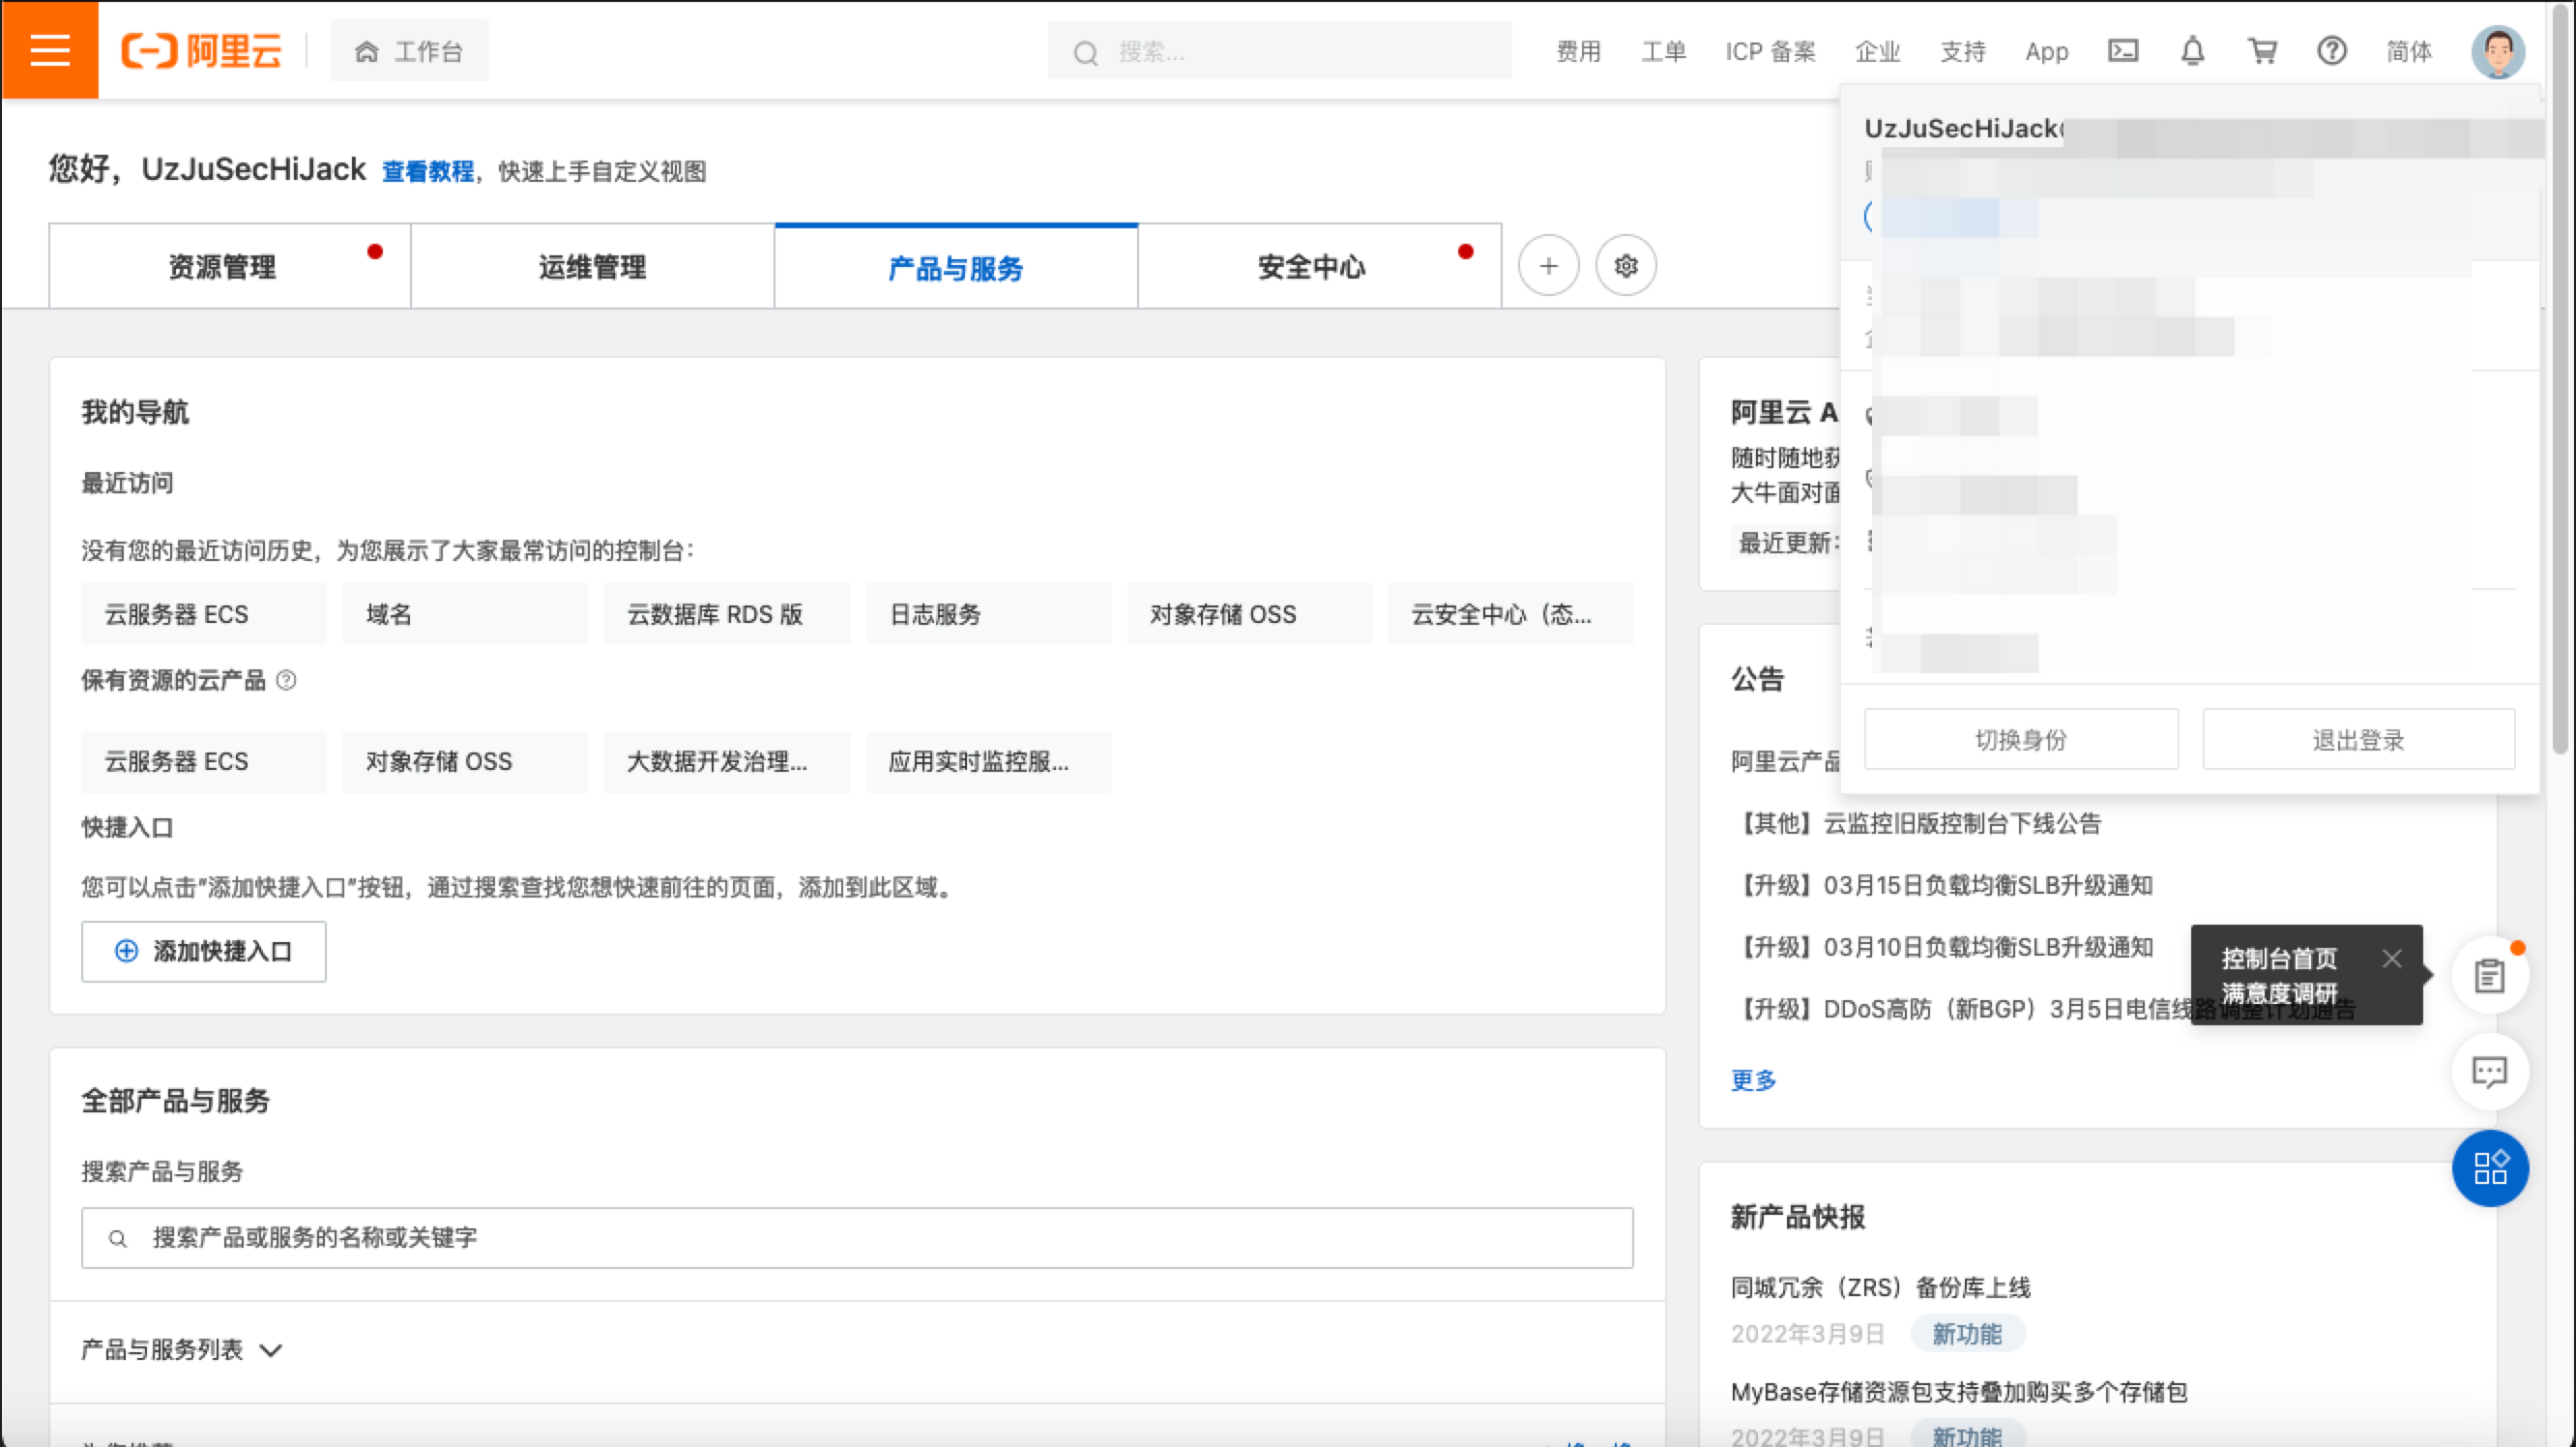 阿里云
工作台
搜索...
费用
工单
ICP 备案
企业
支持
App
简体
您好，UzJuSecHiJack 查看教程，快速上手自定义视图
UzJuSecHiJack
资源管理
运维管理
产品与服务
安全中心
我的导航
最近访问
没有您的最近访问历史，为您展示了大家最常访问的控制台：
云服务器 ECS
域名
云数据库 RDS 版
日志服务
对象存储 OSS
云安全中心（态...
保有资源的云产品
云服务器 ECS
对象存储 OSS
大数据开发治理...
应用实时监控服...
快捷入口
您可以点击"添加快捷入口"按钮，通过搜索查找您想快速前往的页面，添加到此区域。
添加快捷入口
全部产品与服务
搜索产品与服务
搜索产品或服务的名称或关键字
产品与服务列表
阿里云 A
随时随地获
大牛面对面
最近更新：
切换身份
退出登录
公告
阿里云产品
【其他】云监控旧版控制台下线公告
【升级】03月15日负载均衡SLB升级通知
【升级】03月10日负载均衡SLB升级通知
【升级】DDoS高防（新BGP）3月5日电信线路调整计划通告
更多
控制台首页
满意度调研
新产品快报
同城冗余（ZRS）备份库上线
2022年3月9日 新功能
MyBase存储资源包支持叠加购买多个存储包
2022年3月9日 新功能